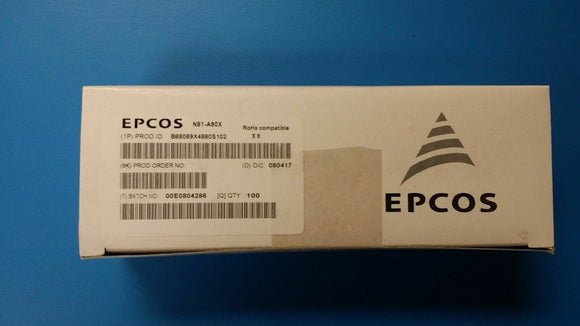 EPCOS N81-A90X
RoHs compatible
(1P) PROD ID: B88069X4880S102 X 9
(9K) PROD ORDER NO: (D) D/C: 080417
(T) BATCH NO: 00E0804286 [Q] QTY: 100
EPCOS